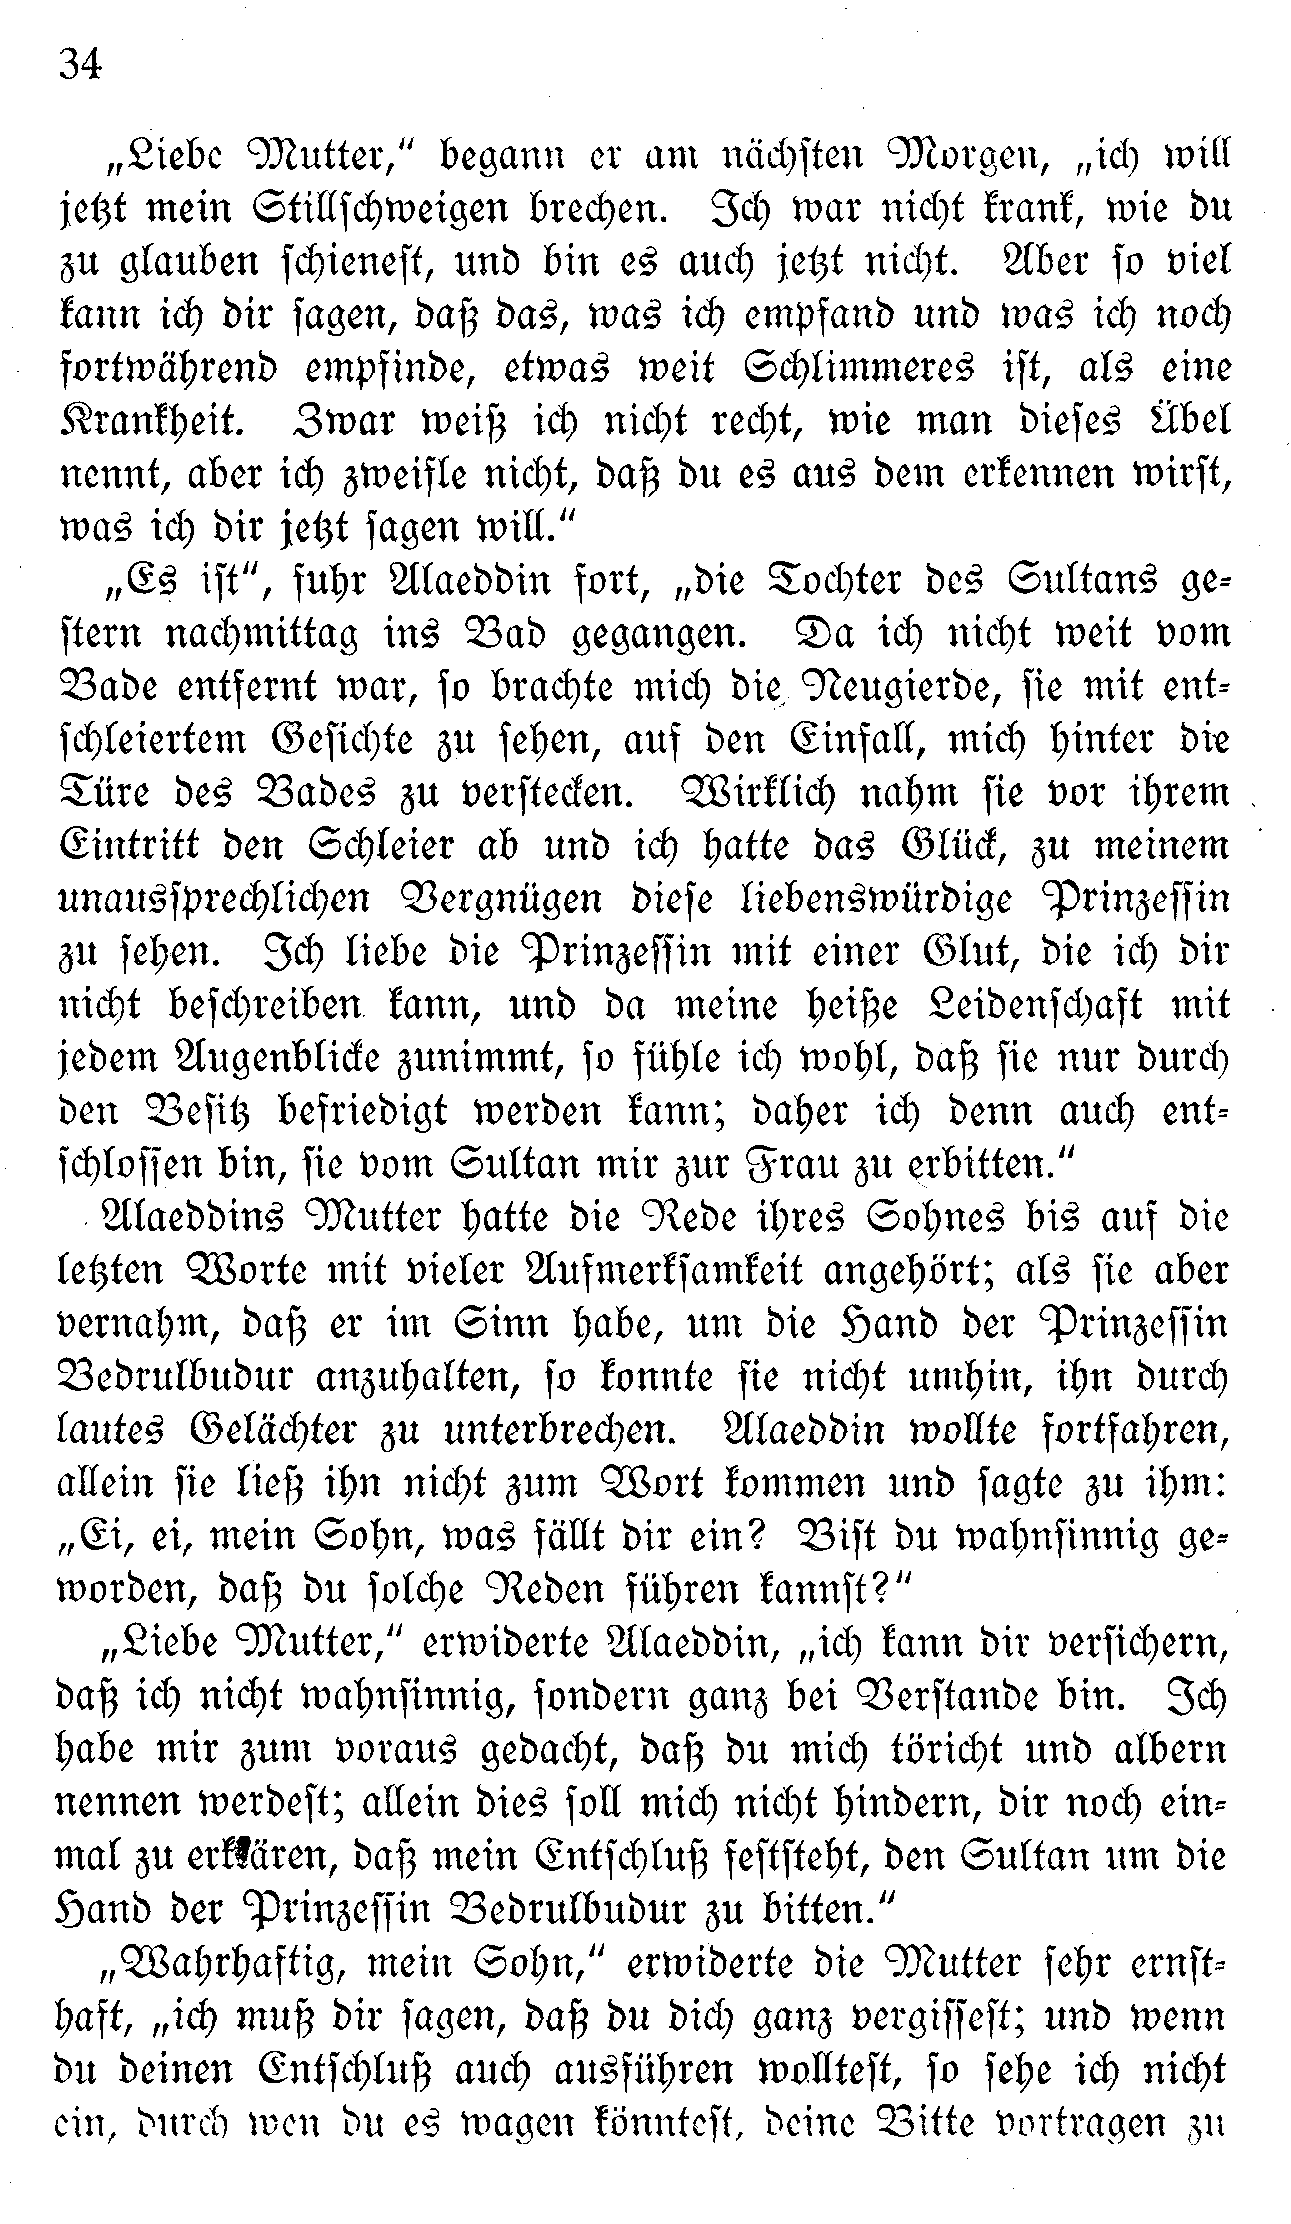 34
„Liebe Mutter,“ begann er am nächsten Morgen, „ich will
jetzt mein Stillschweigen brechen. Ich war nicht krank, wie du
zu glauben schienest, und bin es auch jetzt nicht. Aber so viel
kann ich dir sagen, daß das, was ich empfand und was ich noch
fortwährend empfinde, etwas weit Schlimmeres ist, als eine
Krankheit. Zwar weiß ich nicht recht, wie man dieses Übel
nennt, aber ich zweifle nicht, daß du es aus dem erkennen wirst,
was ich dir jetzt sagen will.“
„Es ist“, fuhr Alaeddin fort, „die Tochter des Sultans ge-
stern nachmittag ins Bad gegangen. Da ich nicht weit vom
Bade entfernt war, so brachte mich die Neugierde, sie mit ent-
schleiertem Gesichte zu sehen, auf den Einfall, mich hinter die
Türe des Bades zu verstecken. Wirklich nahm sie vor ihrem
Eintritt den Schleier ab und ich hatte das Glück, zu meinem
unaussprechlichen Vergnügen diese liebenswürdige Prinzessin
zu sehen. Ich liebe die Prinzessin mit einer Glut, die ich dir
nicht beschreiben kann, und da meine heiße Leidenschaft mit
jedem Augenblicke zunimmt, so fühle ich wohl, daß sie nur durch
den Besitz befriedigt werden kann; daher ich denn auch ent-
schlossen bin, sie vom Sultan mir zur Frau zu erbitten.“
Alaeddins Mutter hatte die Rede ihres Sohnes bis auf die
letzten Worte mit vieler Aufmerksamkeit angehört; als sie aber
vernahm, daß er im Sinn habe, um die Hand der Prinzessin
Bedrulbudur anzuhalten, so konnte sie nicht umhin, ihn durch
lautes Gelächter zu unterbrechen. Alaeddin wollte fortfahren,
allein sie ließ ihn nicht zum Wort kommen und sagte zu ihm:
„Ei, ei, mein Sohn, was fällt dir ein? Bist du wahnsinnig ge-
worden, daß du solche Reden führen kannst?“
„Liebe Mutter,“ erwiderte Alaeddin, „ich kann dir versichern,
daß ich nicht wahnsinnig, sondern ganz bei Verstande bin. Ich
habe mir zum voraus gedacht, daß du mich töricht und albern
nennen werdest; allein dies soll mich nicht hindern, dir noch ein-
mal zu erklären, daß mein Entschluß feststeht, den Sultan um die
Hand der Prinzessin Bedrulbudur zu bitten.“
„Wahrhaftig, mein Sohn,“ erwiderte die Mutter sehr ernst-
haft, „ich muß dir sagen, daß du dich ganz vergissest; und wenn
du deinen Entschluß auch ausführen wolltest, so sehe ich nicht
ein, durch wen du es wagen könntest, deine Bitte vortragen zu